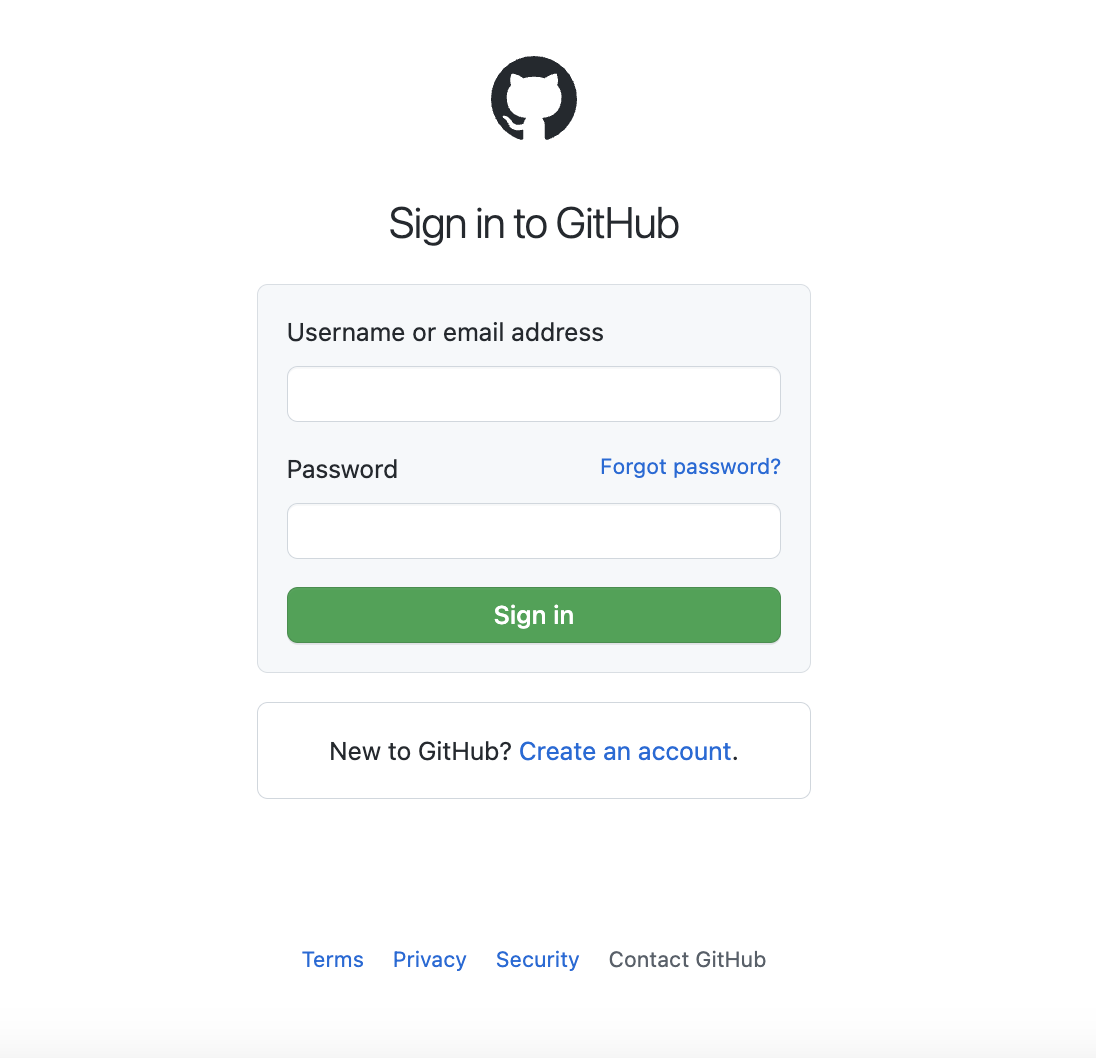 Sign in to GitHub
Username or email address
Password Forgot password?
Sign in
New to GitHub? Create an account.
Terms Privacy Security Contact GitHub